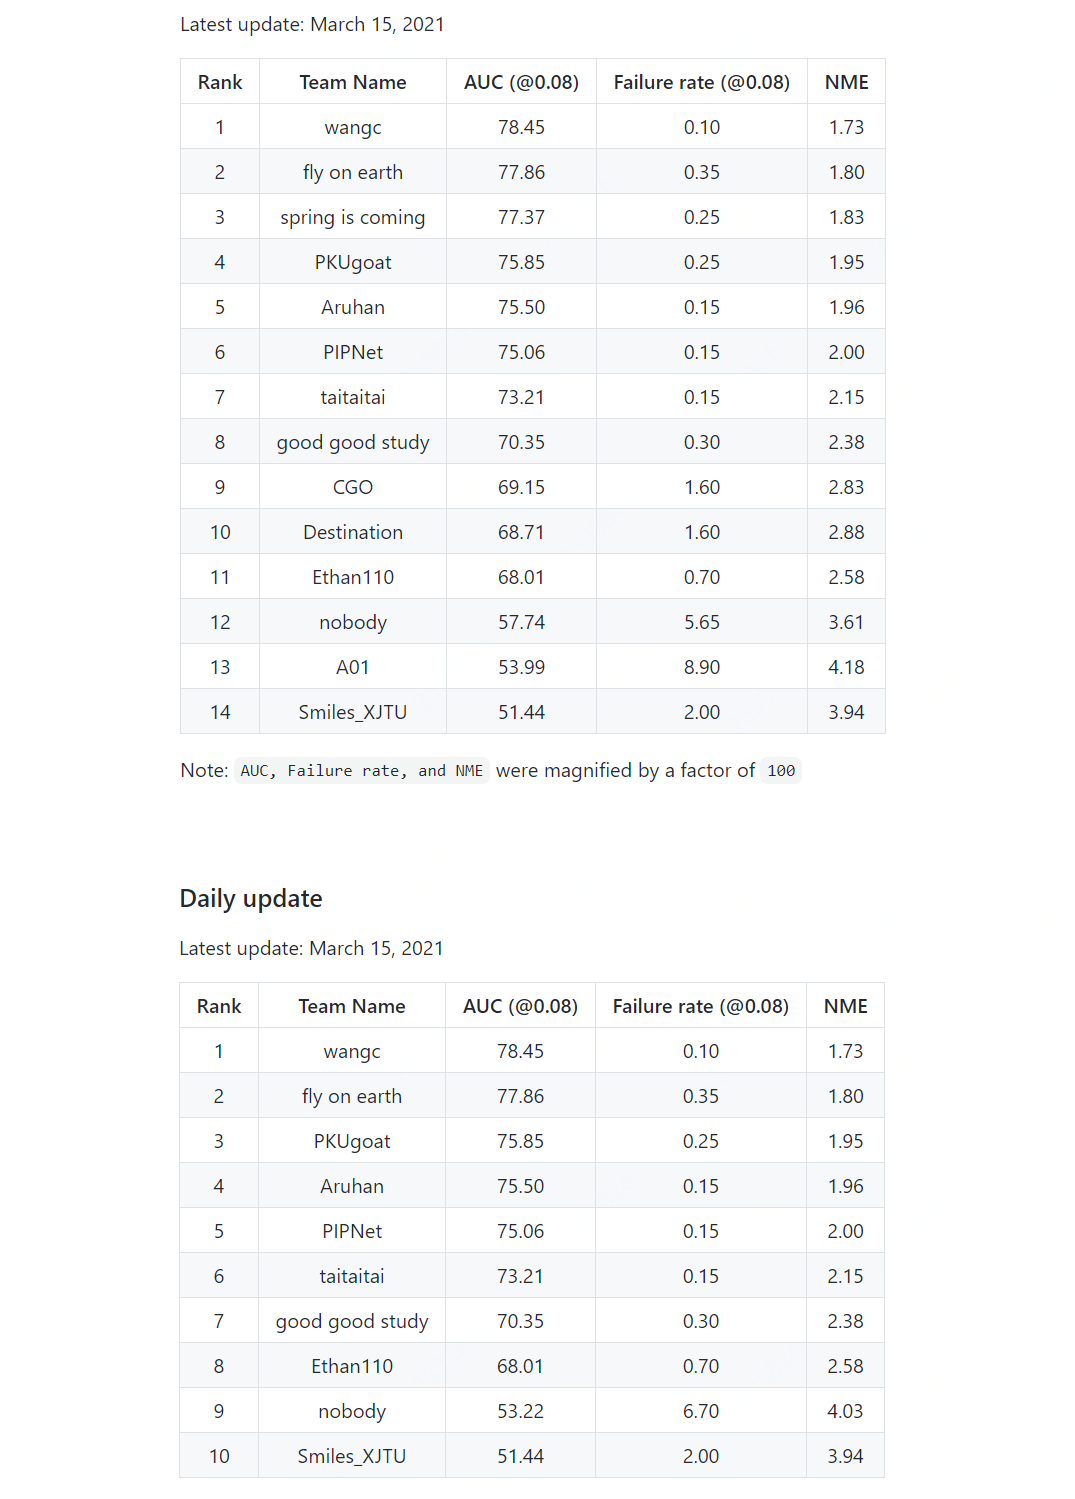 Latest update: March 15, 2021
Rank Team Name AUC (@0.08) Failure rate (@0.08) NME
1 wangc 78.45 0.10 1.73
2 fly on earth 77.86 0.35 1.80
3 spring is coming 77.37 0.25 1.83
4 PKUgoat 75.85 0.25 1.95
5 Aruhan 75.50 0.15 1.96
6 PIPNet 75.06 0.15 2.00
7 taitaitai 73.21 0.15 2.15
8 good good study 70.35 0.30 2.38
9 CGO 69.15 1.60 2.83
10 Destination 68.71 1.60 2.88
11 Ethan110 68.01 0.70 2.58
12 nobody 57.74 5.65 3.61
13 A01 53.99 8.90 4.18
14 Smiles_XJTU 51.44 2.00 3.94
Note: AUC, Failure rate, and NME were magnified by a factor of 100
Daily update
Latest update: March 15, 2021
Rank Team Name AUC (@0.08) Failure rate (@0.08) NME
1 wangc 78.45 0.10 1.73
2 fly on earth 77.86 0.35 1.80
3 PKUgoat 75.85 0.25 1.95
4 Aruhan 75.50 0.15 1.96
5 PIPNet 75.06 0.15 2.00
6 taitaitai 73.21 0.15 2.15
7 good good study 70.35 0.30 2.38
8 Ethan110 68.01 0.70 2.58
9 nobody 53.22 6.70 4.03
10 Smiles_XJTU 51.44 2.00 3.94